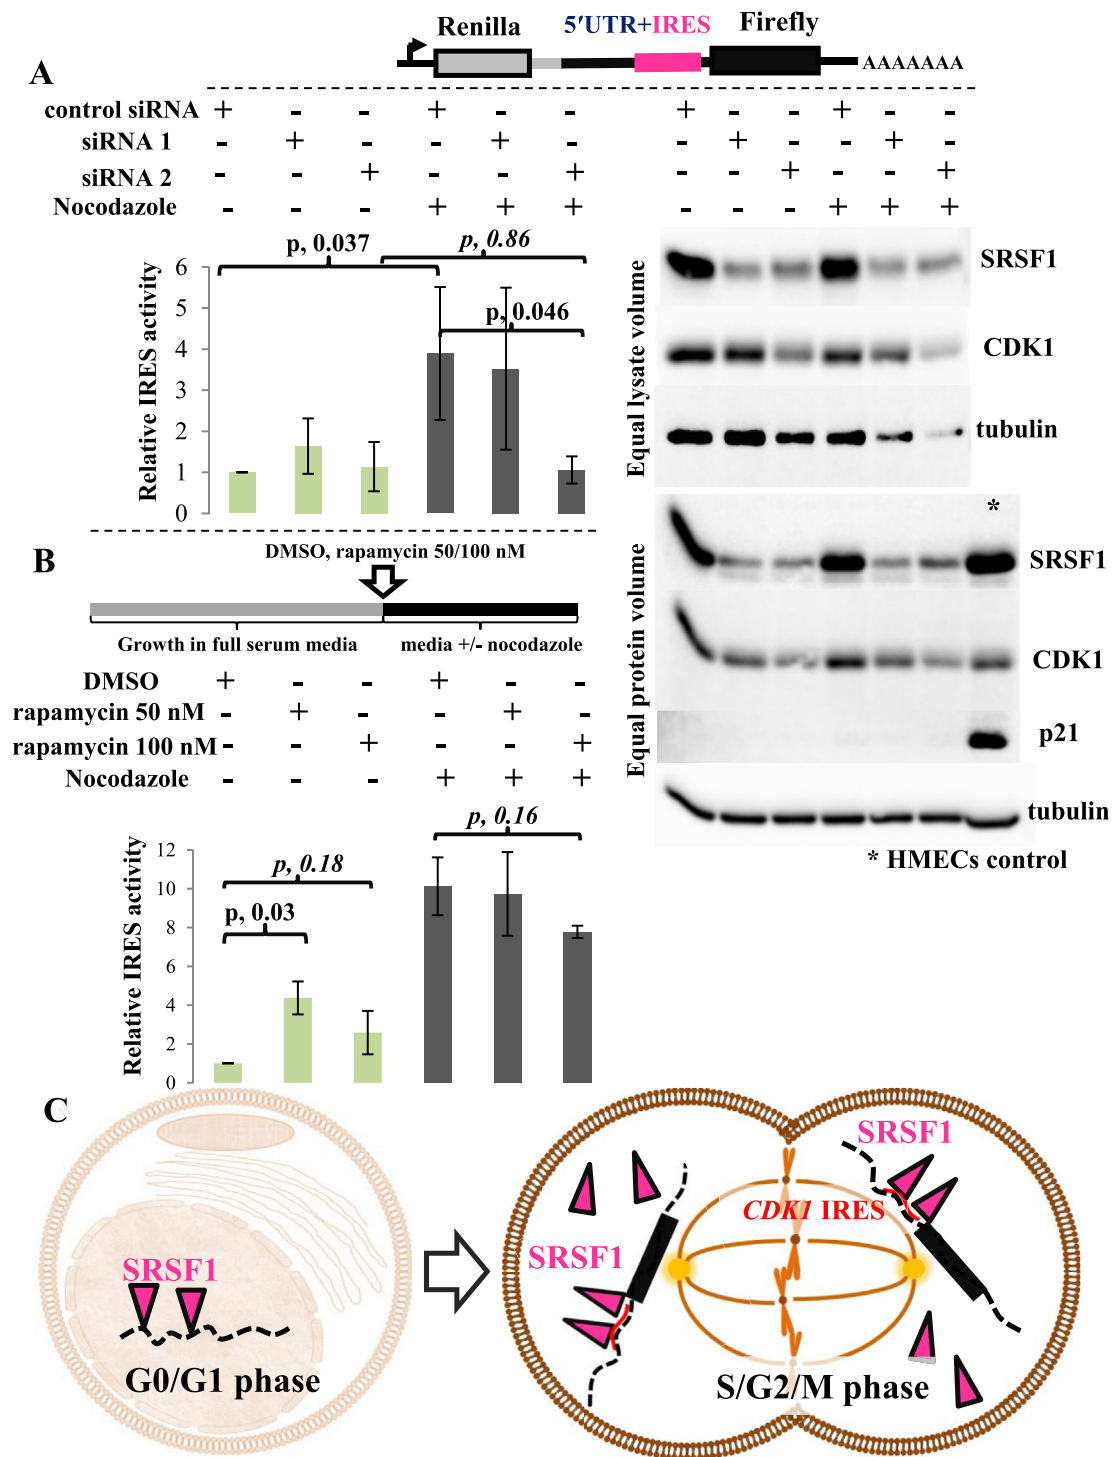 Renilla 5′UTR+IRES Firefly
AAAAAAA
A
control siRNA + - - + - - + - - + - -
siRNA 1 - + - - + - - + - - + -
siRNA 2 - - + - - + - - + - - +
Nocodazole - - - + + + - - - + + +
p, 0.037 p, 0.86
p, 0.046
Relative IRES activity
6
5
4
3
2
1
0
Equal lysate volume
SRSF1
CDK1
tubulin
Equal protein volume
*
SRSF1
CDK1
p21
tubulin
* HMECs control
B
DMSO, rapamycin 50/100 nM
Growth in full serum media media +/- nocodazole
DMSO + - - + - -
rapamycin 50 nM - + - - + -
rapamycin 100 nM - - + - - +
Nocodazole - - - + + +
p, 0.16
p, 0.18
p, 0.03
Relative IRES activity
12
10
8
6
4
2
0
C
SRSF1
G0/G1 phase
SRSF1
CDK1 IRES
SRSF1
S/G2/M phase